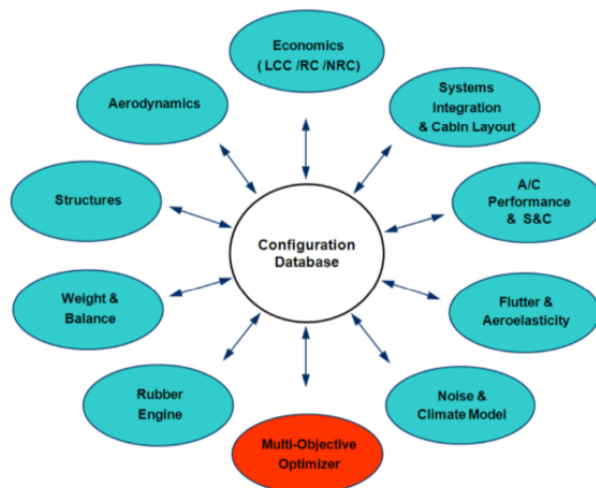 Economics
( LCC /RC /NRC)
Systems
Integration
& Cabin Layout
Aerodynamics
A/C
Performance
& S&C
Structures
Configuration
Database
Weight &
Balance
Flutter &
Aeroelasticity
Rubber
Engine
Noise &
Climate Model
Multi-Objective
Optimizer